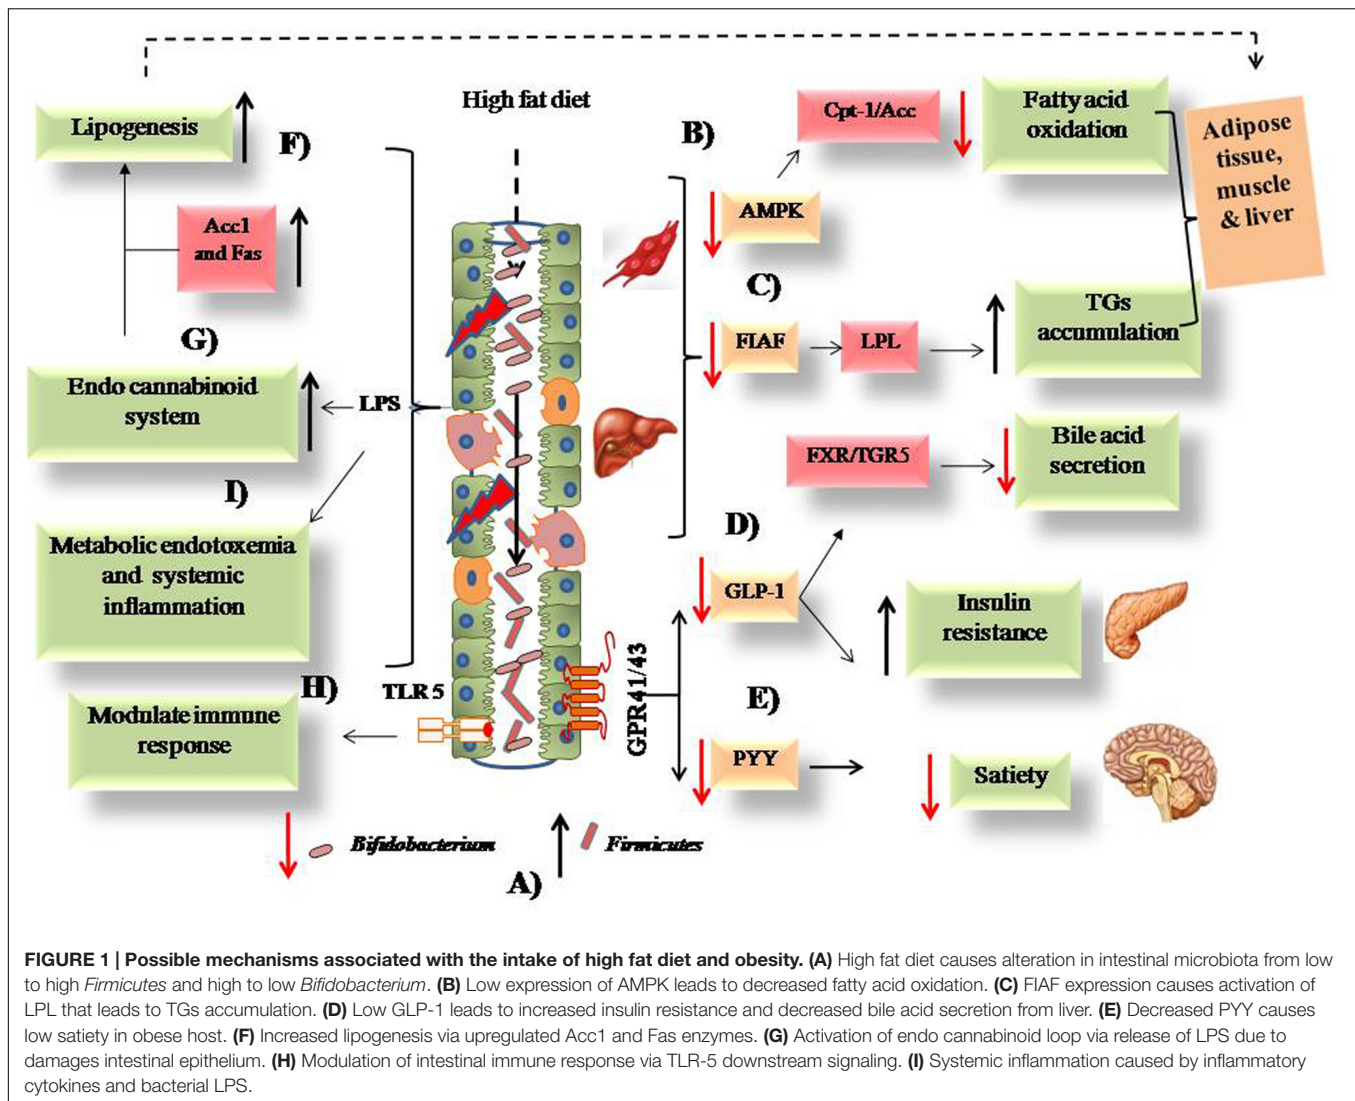 High fat diet
Lipogenesis
F)
Acc1
and Fas
G)
Endo cannabinoid
system
LPS
I)
Metabolic endotoxemia
and systemic
inflammation
H)
TLR 5
Modulate immune
response
Bifidobacterium
A)
Firmicutes
B)
Cpt-1/Acc
Fatty acid
oxidation
Adipose
tissue,
muscle
& liver
AMPK
C)
FIAF
LPL
TGs
accumulation
FXR/TGR5
Bile acid
secretion
D)
GLP-1
Insulin
resistance
GPR41/43
E)
PYY
Satiety
FIGURE 1 | Possible mechanisms associated with the intake of high fat diet and obesity. (A) High fat diet causes alteration in intestinal microbiota from low
to high Firmicutes and high to low Bifidobacterium. (B) Low expression of AMPK leads to decreased fatty acid oxidation. (C) FIAF expression causes activation of
LPL that leads to TGs accumulation. (D) Low GLP-1 leads to increased insulin resistance and decreased bile acid secretion from liver. (E) Decreased PYY causes
low satiety in obese host. (F) Increased lipogenesis via upregulated Acc1 and Fas enzymes. (G) Activation of endo cannabinoid loop via release of LPS due to
damages intestinal epithelium. (H) Modulation of intestinal immune response via TLR-5 downstream signaling. (I) Systemic inflammation caused by inflammatory
cytokines and bacterial LPS.